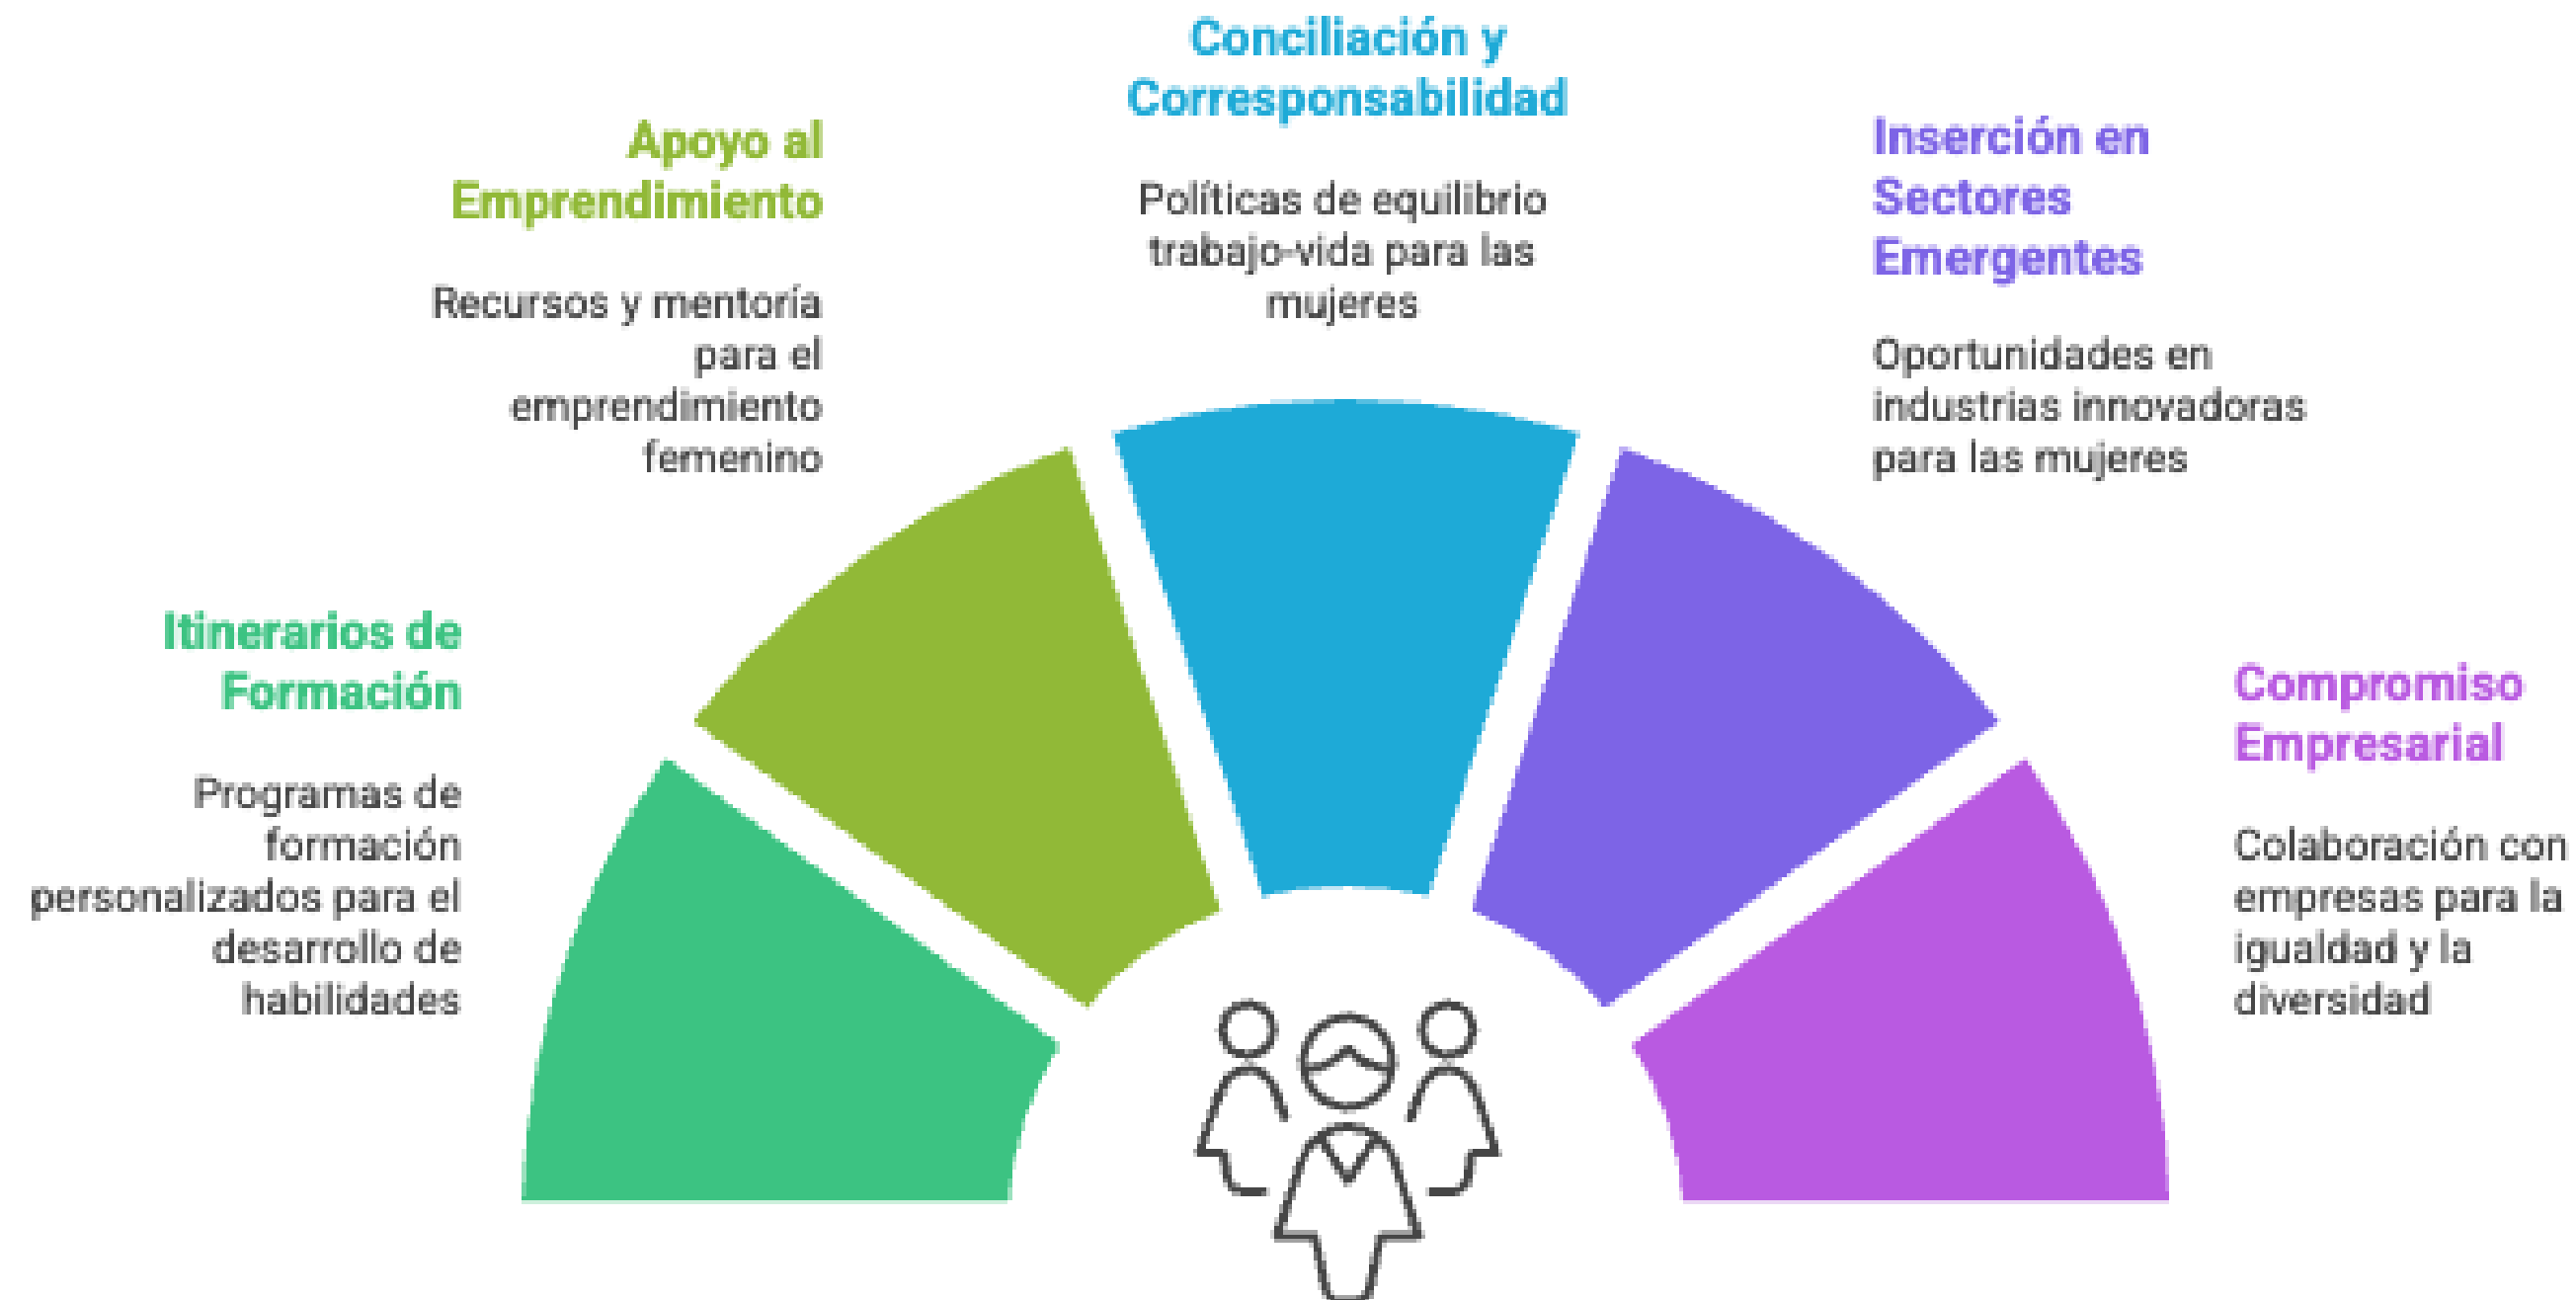 Conciliación y
Corresponsabilidad
Políticas de equilibrio
trabajo-vida para las
mujeres
Apoyo al
Emprendimiento
Recursos y mentoría
para el
emprendimiento
femenino
Inserción en
Sectores
Emergentes
Oportunidades en
industrias innovadoras
para las mujeres
Itinerarios de
Formación
Programas de
formación
personalizados para el
desarrollo de
habilidades
Compromiso
Empresarial
Colaboración con
empresas para la
igualdad y la
diversidad